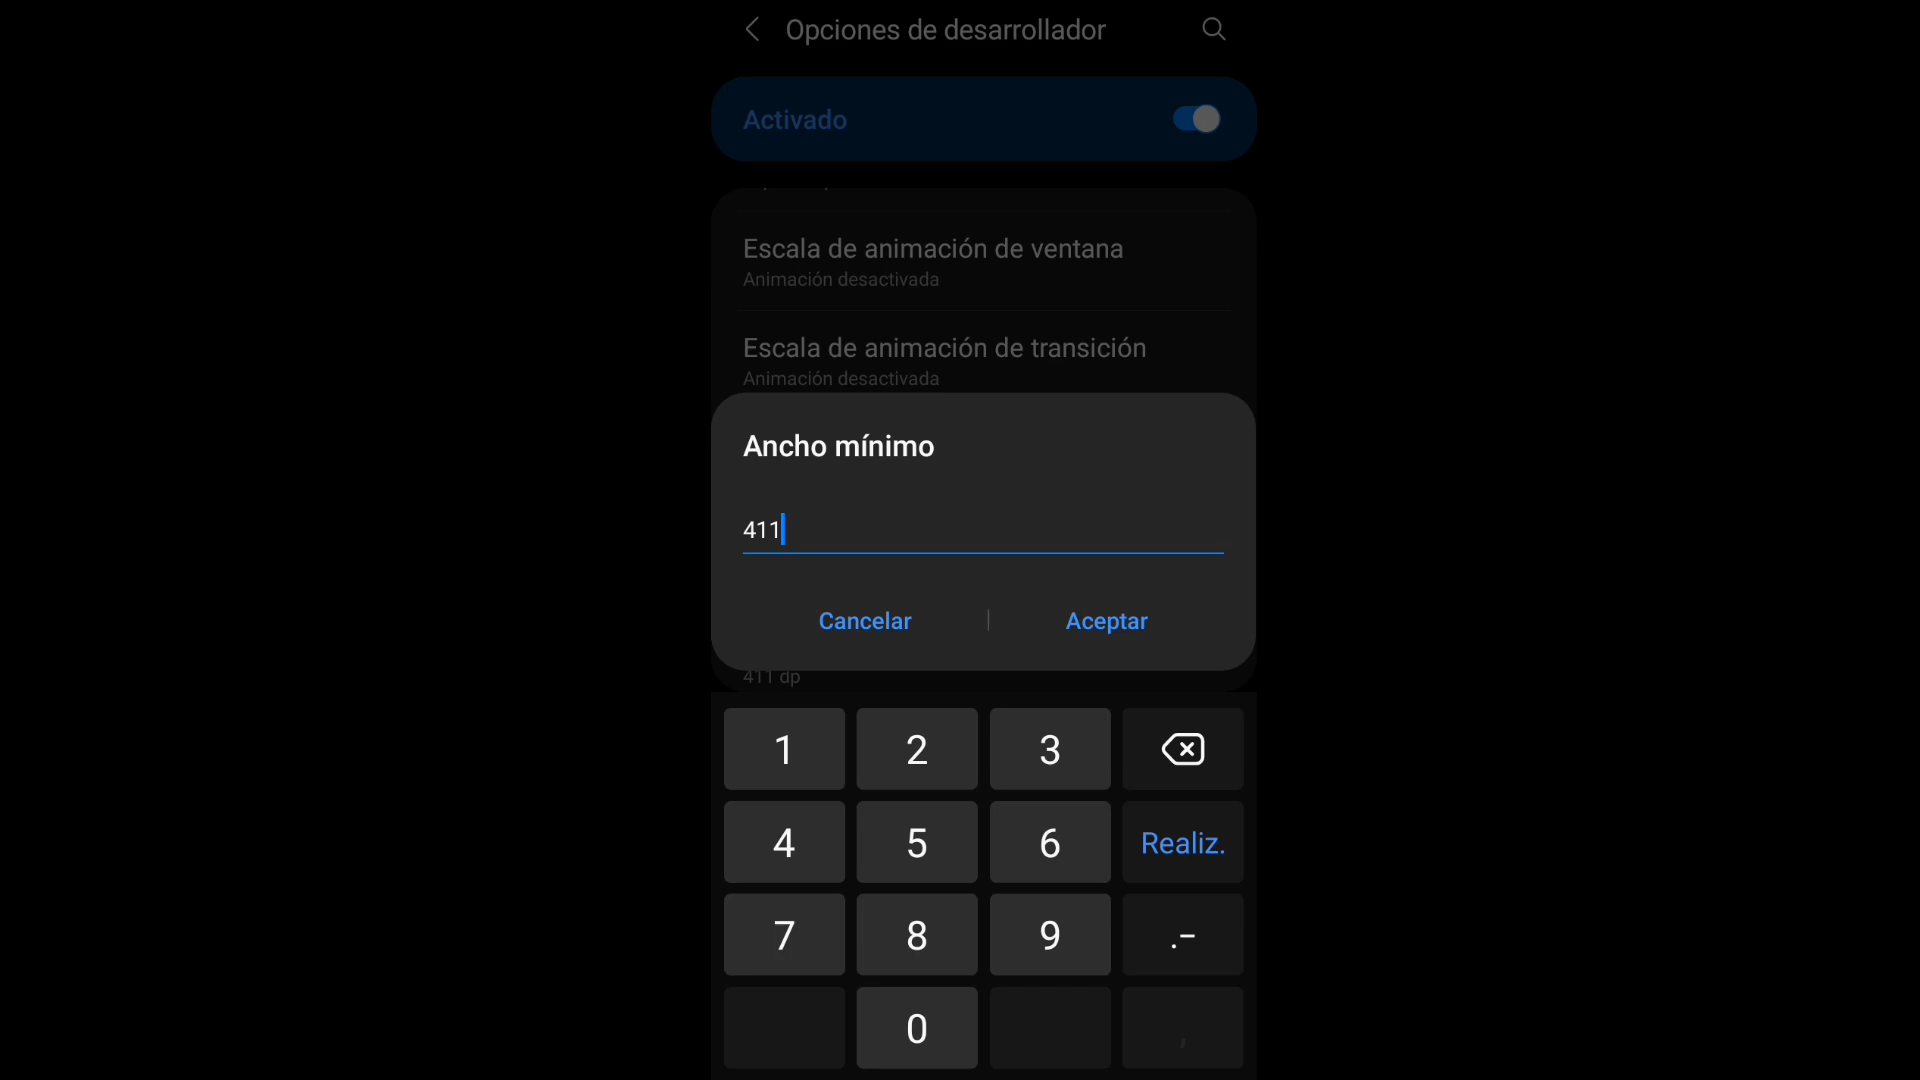 Opciones de desarrollador
Activado
Escala de animación de ventana
Animación desactivada
Escala de animación de transición
Animación desactivada
Ancho mínimo
411
Cancelar
Aceptar
411 dp
1 2 3
4 5 6 Realiz.
7 8 9 .-
0 ,